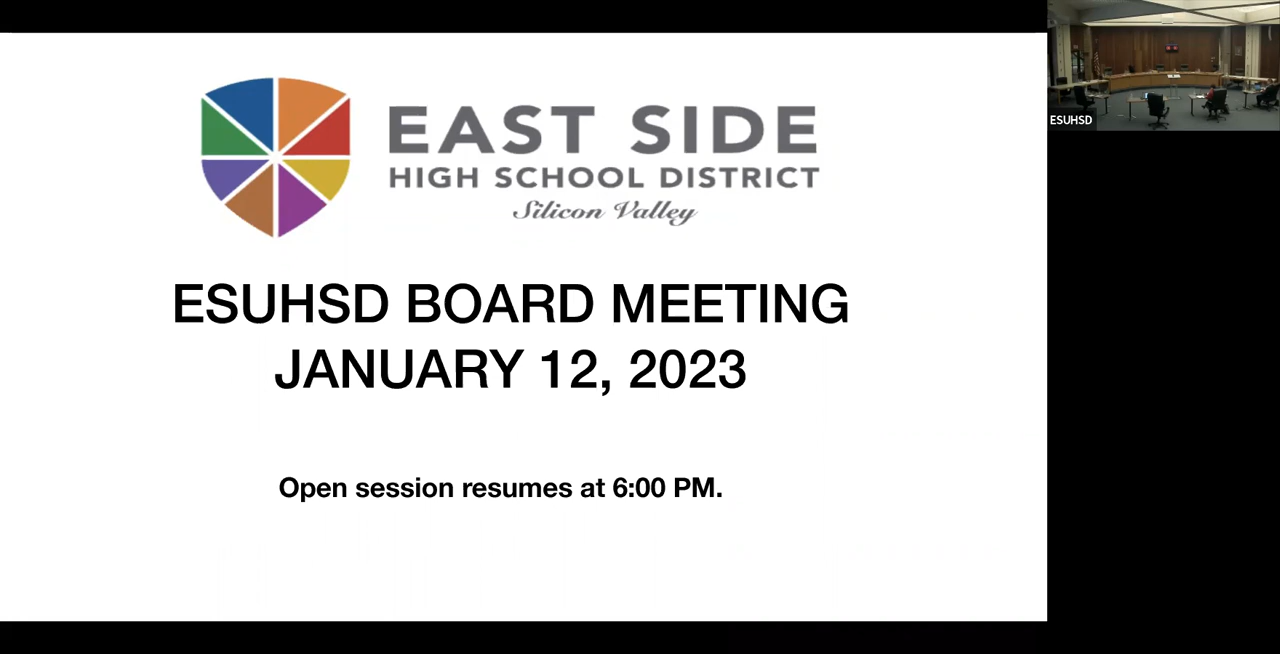 EAST SIDE
HIGH SCHOOL DISTRICT
Silicon Valley
ESUHSD BOARD MEETING
JANUARY 12, 2023
Open session resumes at 6:00 PM.
ESUHSD